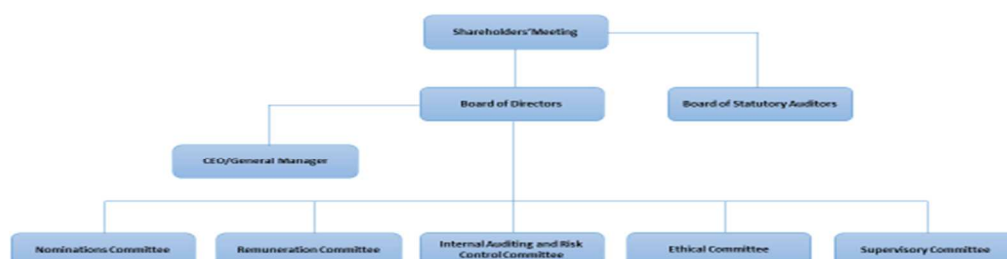 Shareholders'Meeting
Board of Directors
Board of Statutory Auditors
CEO/General Manager
Nominations Committee
Remuneration Committee
Internal Auditing and Risk
Control Committee
Ethical Committee
Supervisory Committee